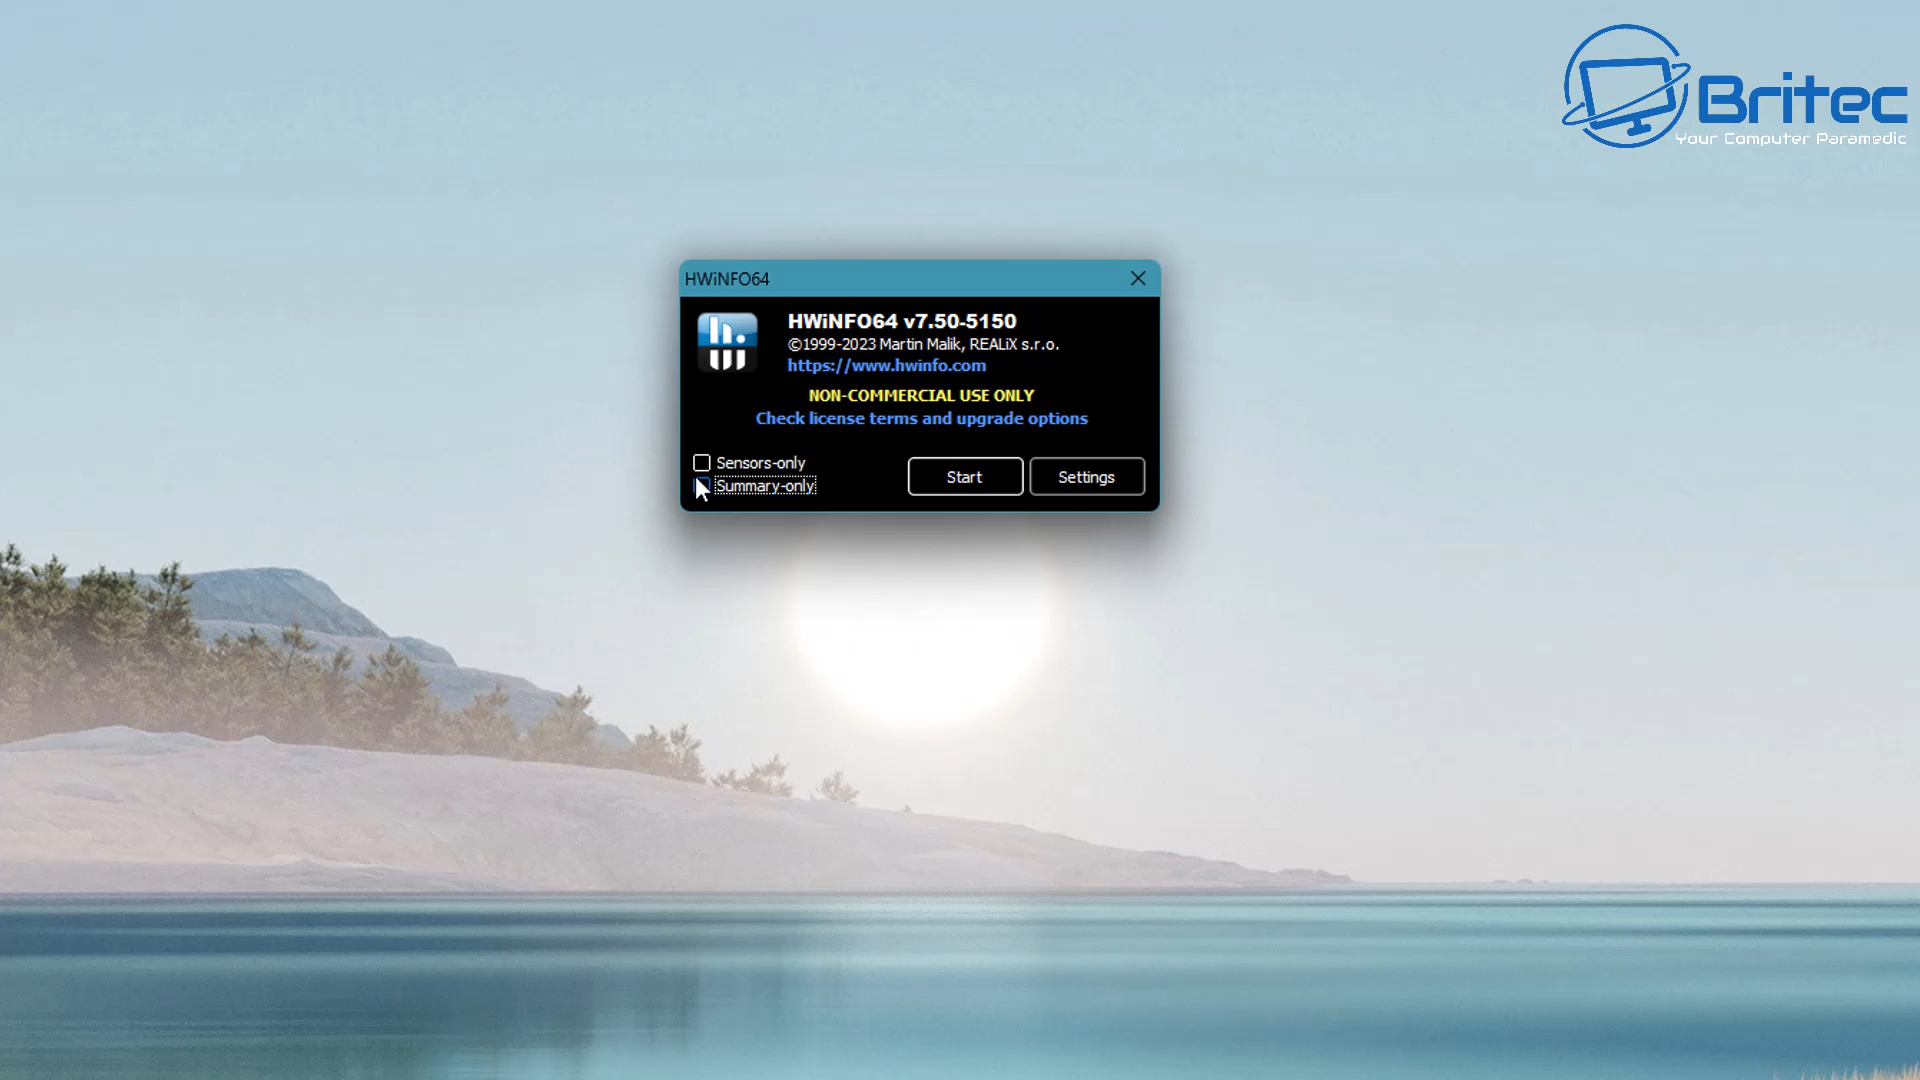 Britec
Your Computer Paramedic
HWiNFO64
HWiNFO64 v7.50-5150
©1999-2023 Martin Malik, REALiX s.r.o.
https://www.hwinfo.com
NON-COMMERCIAL USE ONLY
Check license terms and upgrade options
Sensors-only
Start
Settings
Summary-only